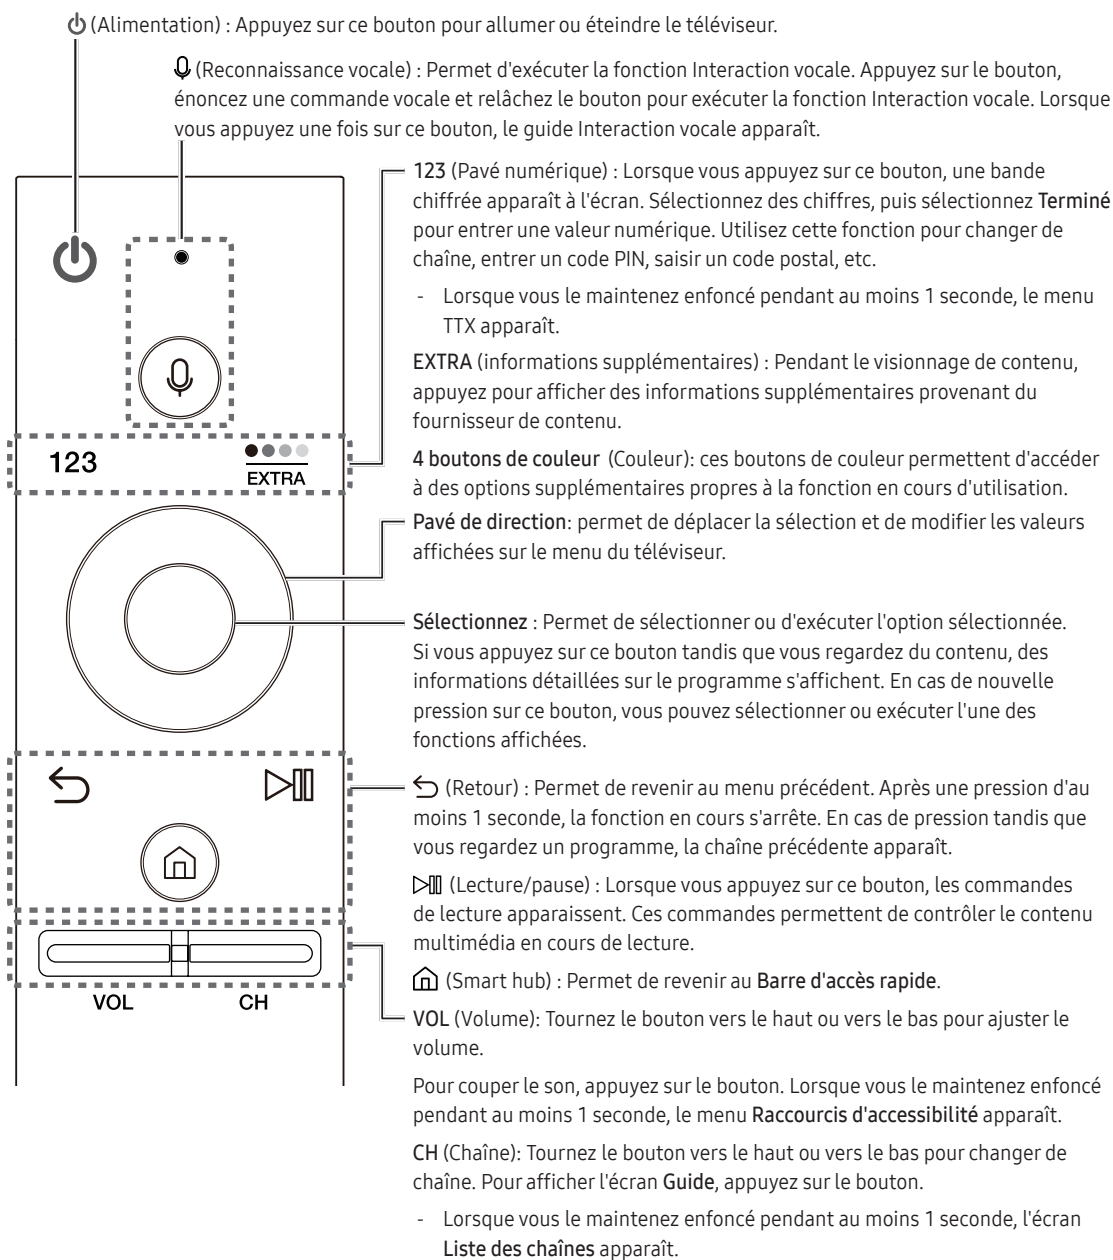 (Alimentation) : Appuyez sur ce bouton pour allumer ou éteindre le téléviseur.
(Reconnaissance vocale) : Permet d'exécuter la fonction Interaction vocale. Appuyez sur le bouton,
énoncez une commande vocale et relâchez le bouton pour exécuter la fonction Interaction vocale. Lorsque
vous appuyez une fois sur ce bouton, le guide Interaction vocale apparaît.
123 (Pavé numérique) : Lorsque vous appuyez sur ce bouton, une bande
chiffrée apparaît à l'écran. Sélectionnez des chiffres, puis sélectionnez Terminé
pour entrer une valeur numérique. Utilisez cette fonction pour changer de
chaîne, entrer un code PIN, saisir un code postal, etc.
- Lorsque vous le maintenez enfoncé pendant au moins 1 seconde, le menu
TTX apparaît.
EXTRA (informations supplémentaires) : Pendant le visionnage de contenu,
appuyez pour afficher des informations supplémentaires provenant du
fournisseur de contenu.
4 boutons de couleur (Couleur): ces boutons de couleur permettent d'accéder
à des options supplémentaires propres à la fonction en cours d'utilisation.
123
EXTRA
Pavé de direction: permet de déplacer la sélection et de modifier les valeurs
affichées sur le menu du téléviseur.
Sélectionnez : Permet de sélectionner ou d'exécuter l'option sélectionnée.
Si vous appuyez sur ce bouton tandis que vous regardez du contenu, des
informations détaillées sur le programme s'affichent. En cas de nouvelle
pression sur ce bouton, vous pouvez sélectionner ou exécuter l'une des
fonctions affichées.
(Retour) : Permet de revenir au menu précédent. Après une pression d'au
moins 1 seconde, la fonction en cours s'arrête. En cas de pression tandis que
vous regardez un programme, la chaîne précédente apparaît.
(Lecture/pause) : Lorsque vous appuyez sur ce bouton, les commandes
de lecture apparaissent. Ces commandes permettent de contrôler le contenu
multimédia en cours de lecture.
(Smart hub) : Permet de revenir au Barre d'accès rapide.
VOL
CH
VOL (Volume): Tournez le bouton vers le haut ou vers le bas pour ajuster le
volume.
Pour couper le son, appuyez sur le bouton. Lorsque vous le maintenez enfoncé
pendant au moins 1 seconde, le menu Raccourcis d'accessibilité apparaît.
CH (Chaîne): Tournez le bouton vers le haut ou vers le bas pour changer de
chaîne. Pour afficher l'écran Guide, appuyez sur le bouton.
- Lorsque vous le maintenez enfoncé pendant au moins 1 seconde, l'écran
Liste des chaînes apparaît.